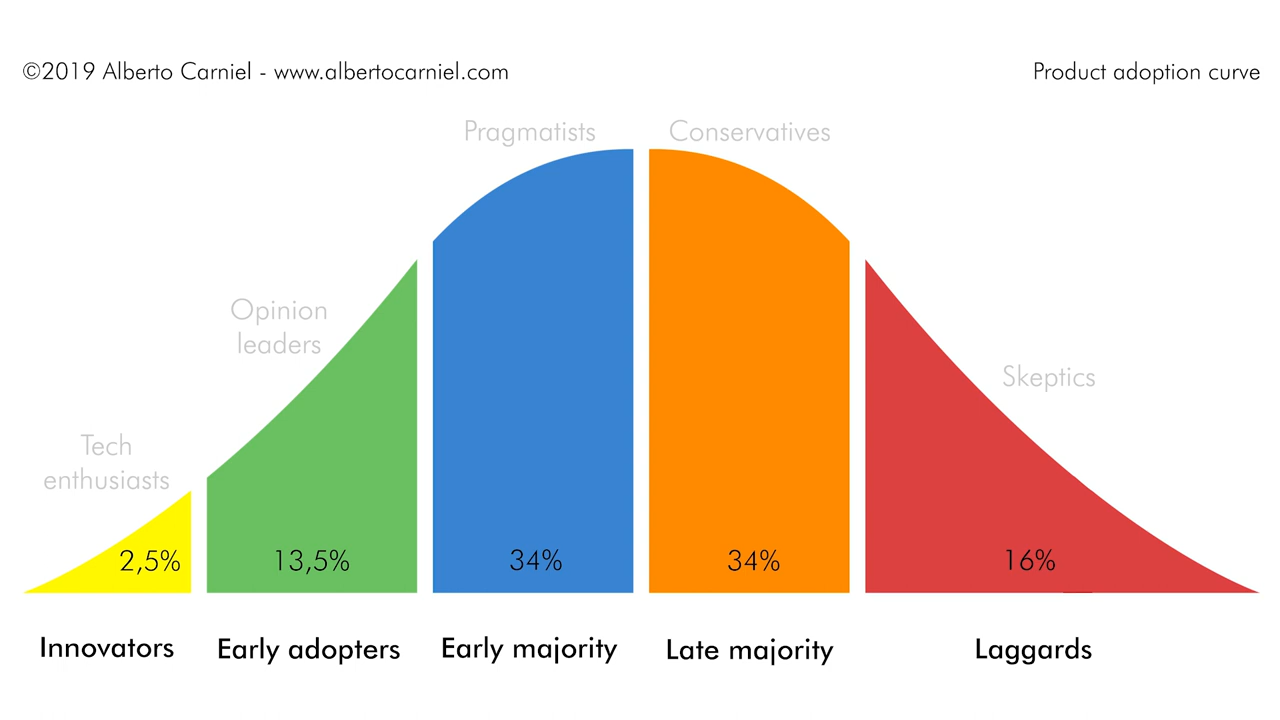 ©2019 Alberto Carniel - www.albertocarniel.com
Product adoption curve
Pragmatists
Conservatives
Opinion
leaders
Skeptics
Tech
enthusiasts
2,5%
13,5%
34%
34%
16%
Innovators
Early adopters
Early majority
Late majority
Laggards